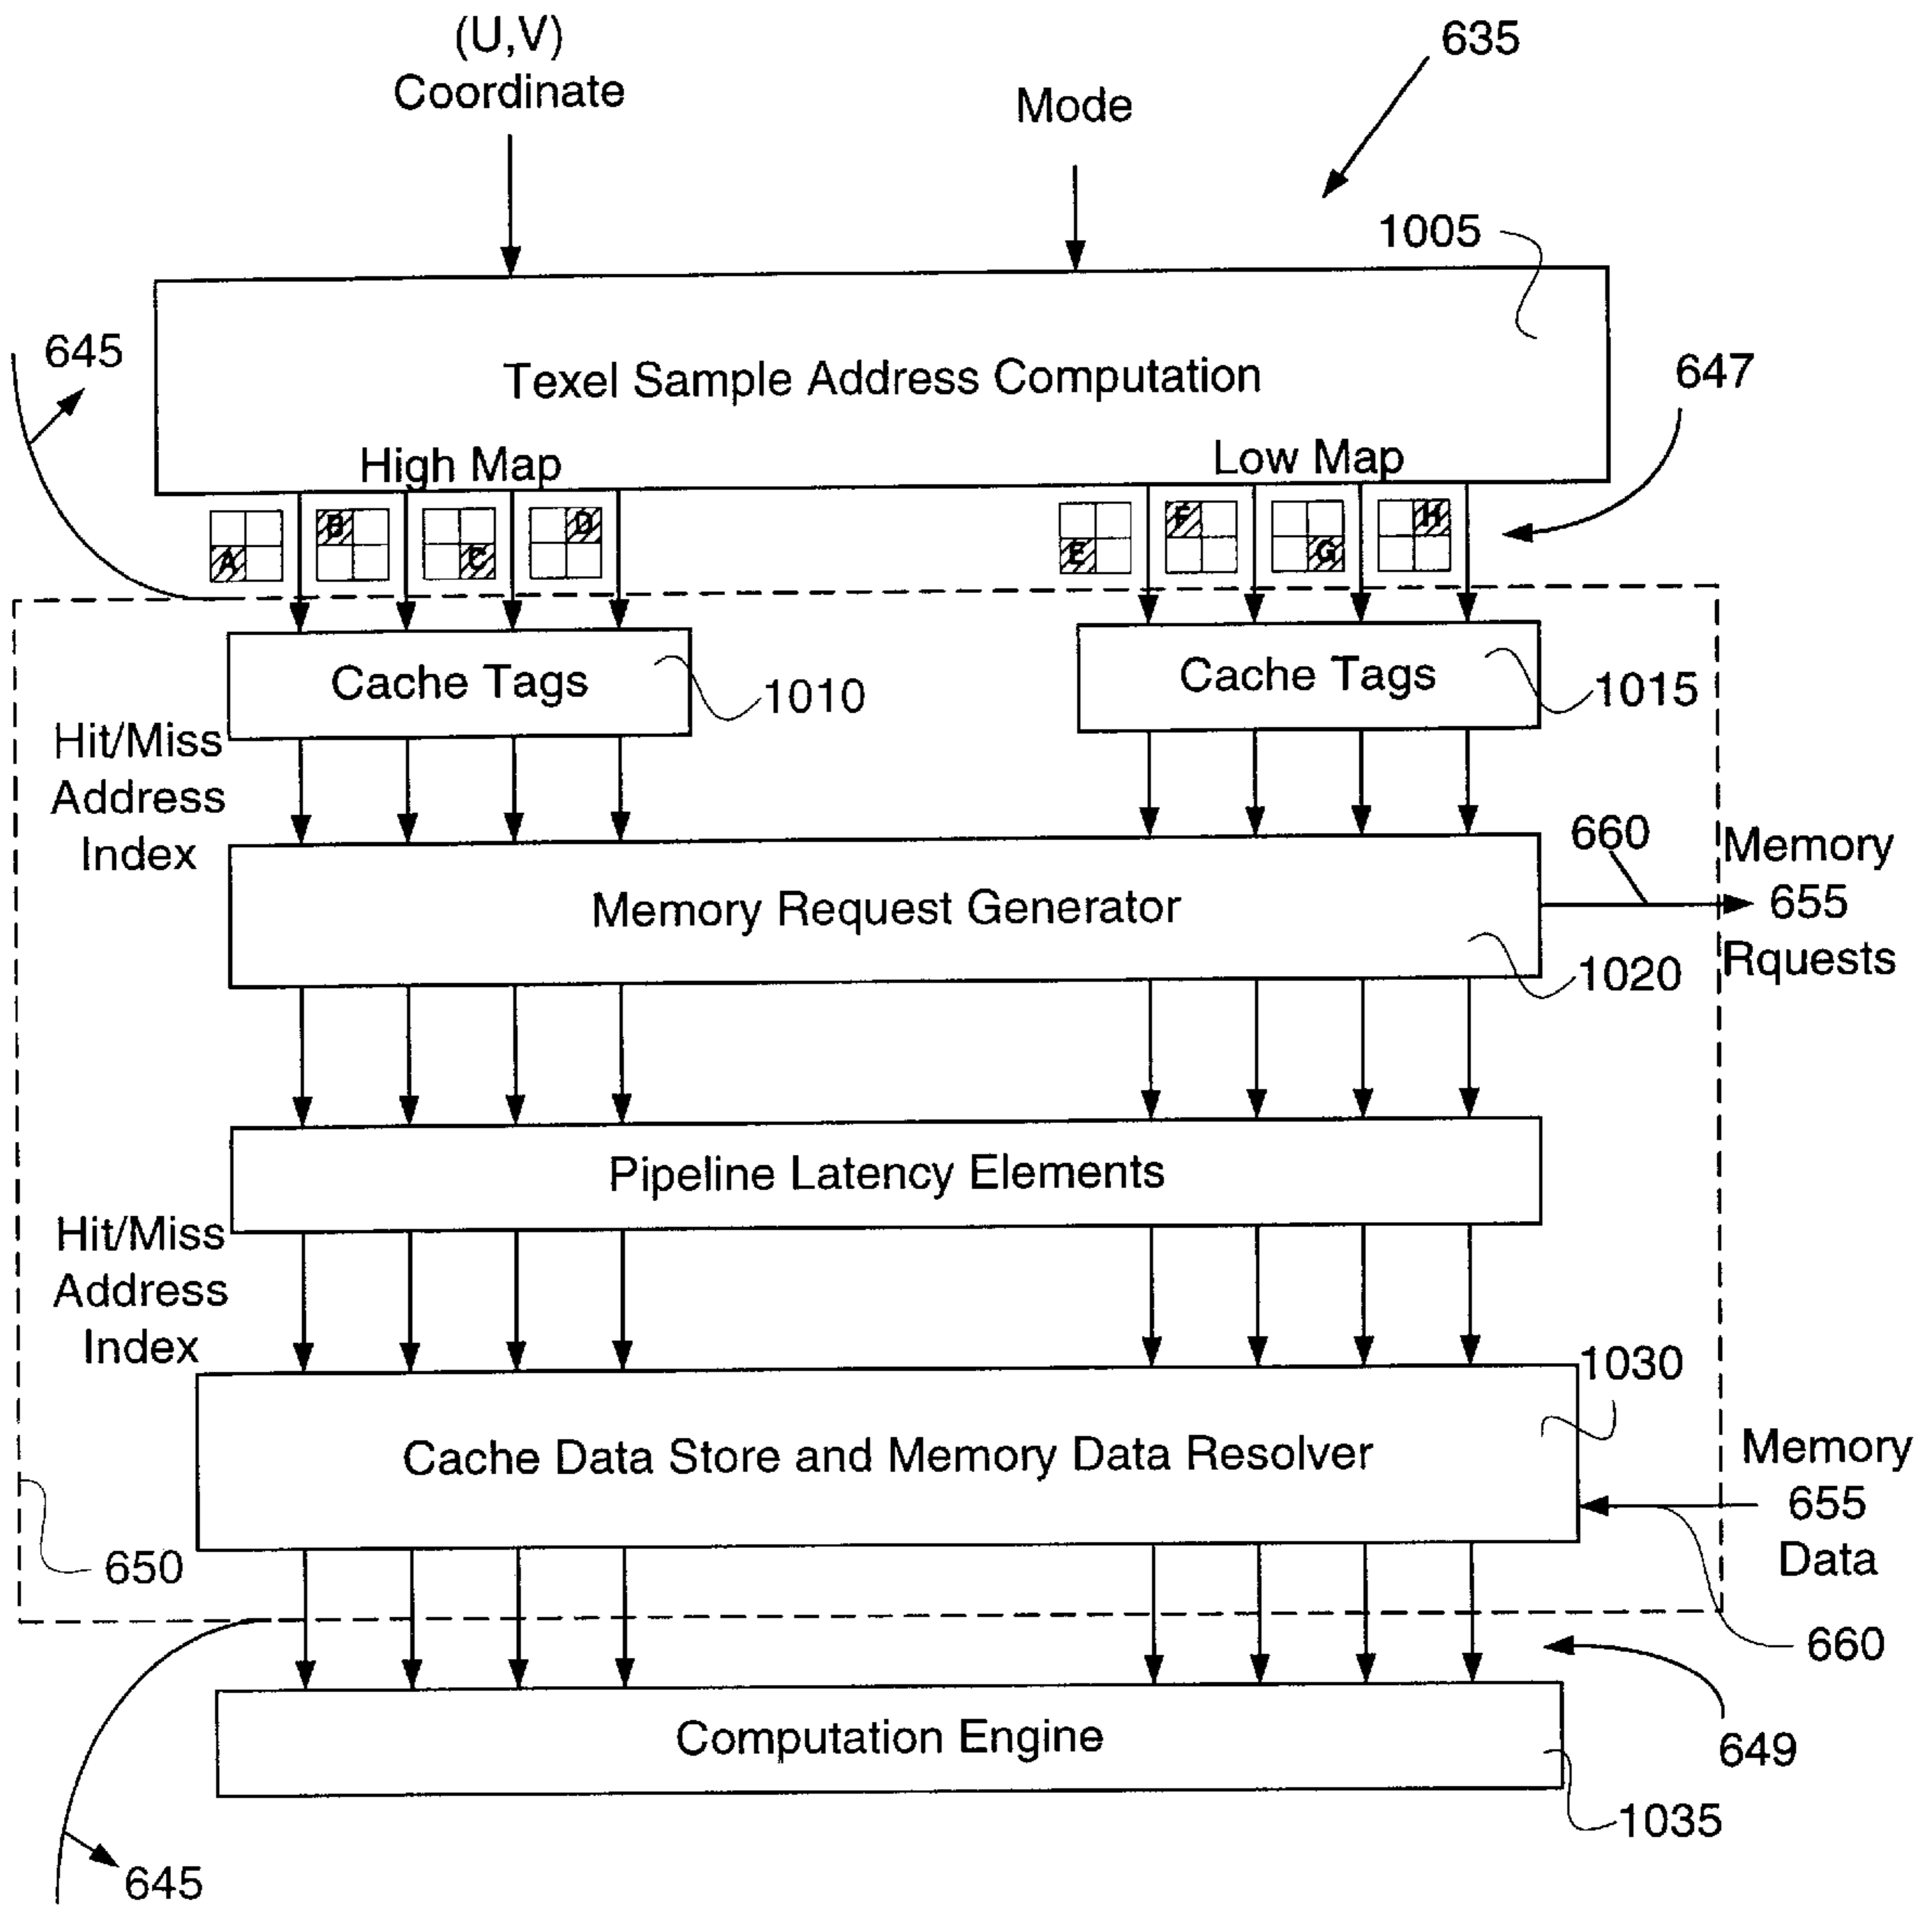 (U,V)
Coordinate
Mode
635
1005
645
Texel Sample Address Computation
647
High Map
Low Map
A
B
C
D
E
F
G
H
Cache Tags
1010
Cache Tags
1015
Hit/Miss
Address
Index
Memory Request Generator
1020
660
Memory
655
Rquests
Pipeline Latency Elements
Hit/Miss
Address
Index
1030
Cache Data Store and Memory Data Resolver
Memory
655
Data
650
660
Computation Engine
649
1035
645